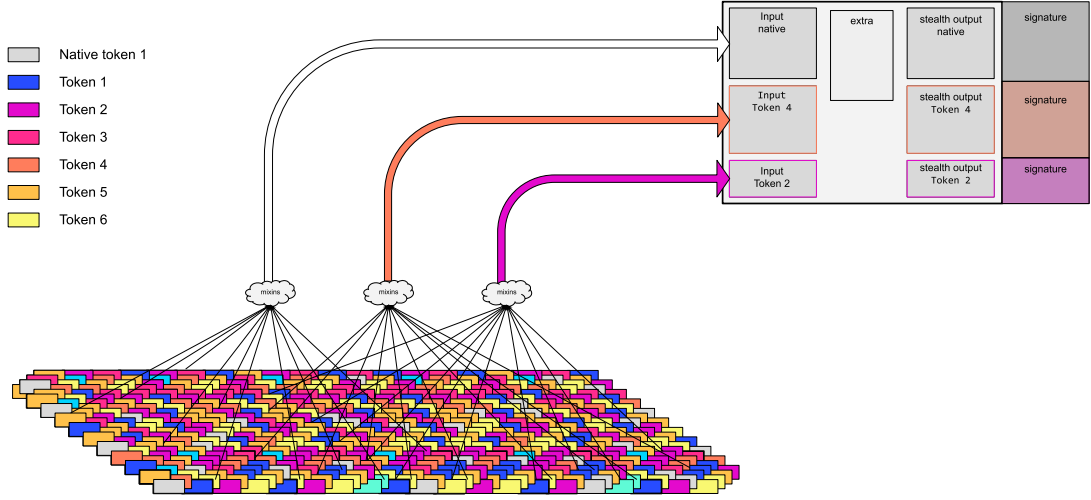 Native token 1
Token 1
Token 2
Token 3
Token 4
Token 5
Token 6
Input
native
extra
stealth output
native
signature
Input
Token 4
stealth output
Token 4
signature
Input
Token 2
stealth output
Token 2
signature
mixins
mixins
mixins